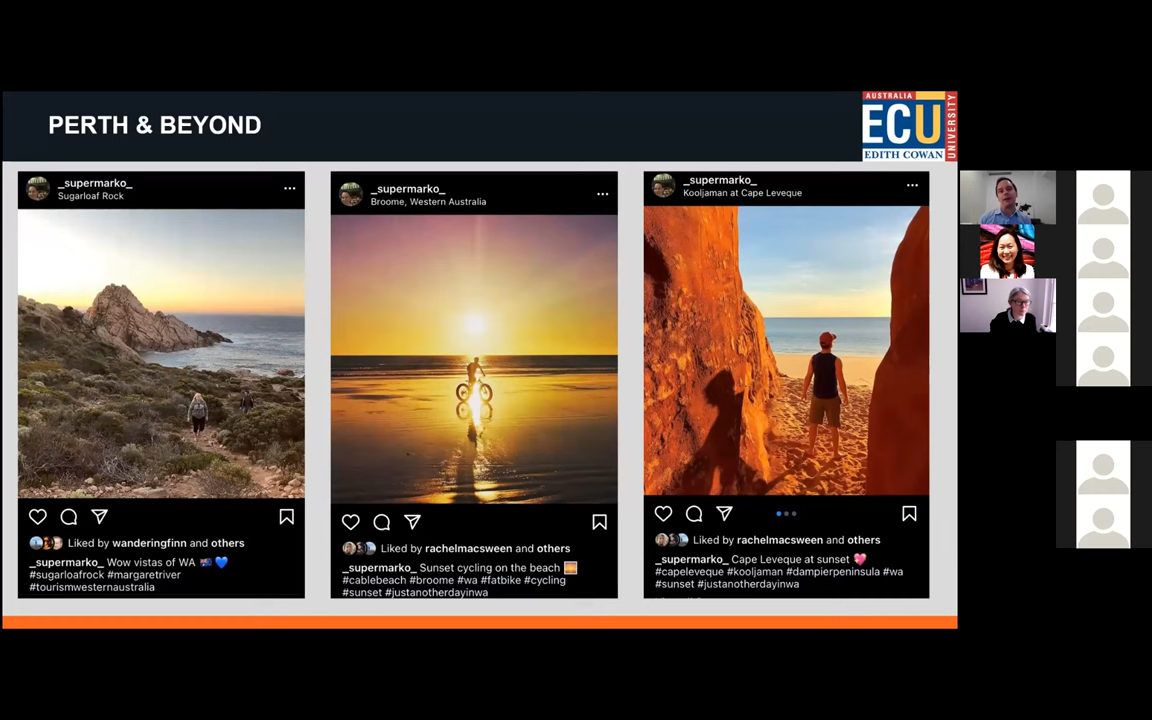 PERTH & BEYOND
AUSTRALIA
ECU
EDITH COWAN
UNIVERSITY
_supermarko_
Sugarloaf Rock
Liked by wanderingfinn and others
_supermarko_ Wow vistas of WA 🇦🇺 💙
#sugarloafrock #margaretriver
#tourismwesternaustralia
_supermarko_
Broome, Western Australia
Liked by rachelmacsween and others
_supermarko_ Sunset cycling on the beach 🌅
#cablebeach #broome #wa #fatbike #cycling
#sunset #justanotherdayinwa
_supermarko_
Kooljaman at Cape Leveque
Liked by rachelmacsween and others
_supermarko_ Cape Leveque at sunset 💖
#capeleveque #kooljaman #dampierpeninsula #wa
#sunset #justanotherdayinwa